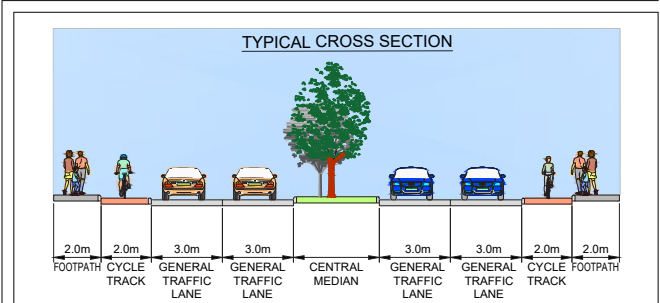 TYPICAL CROSS SECTION
2.0m 2.0m 3.0m 3.0m 3.0m 3.0m 2.0m 2.0m
FOOTPATH CYCLE GENERAL GENERAL CENTRAL GENERAL GENERAL CYCLE FOOTPATH
TRACK TRAFFIC TRAFFIC MEDIAN TRAFFIC TRAFFIC TRACK
LANE LANE LANE LANE